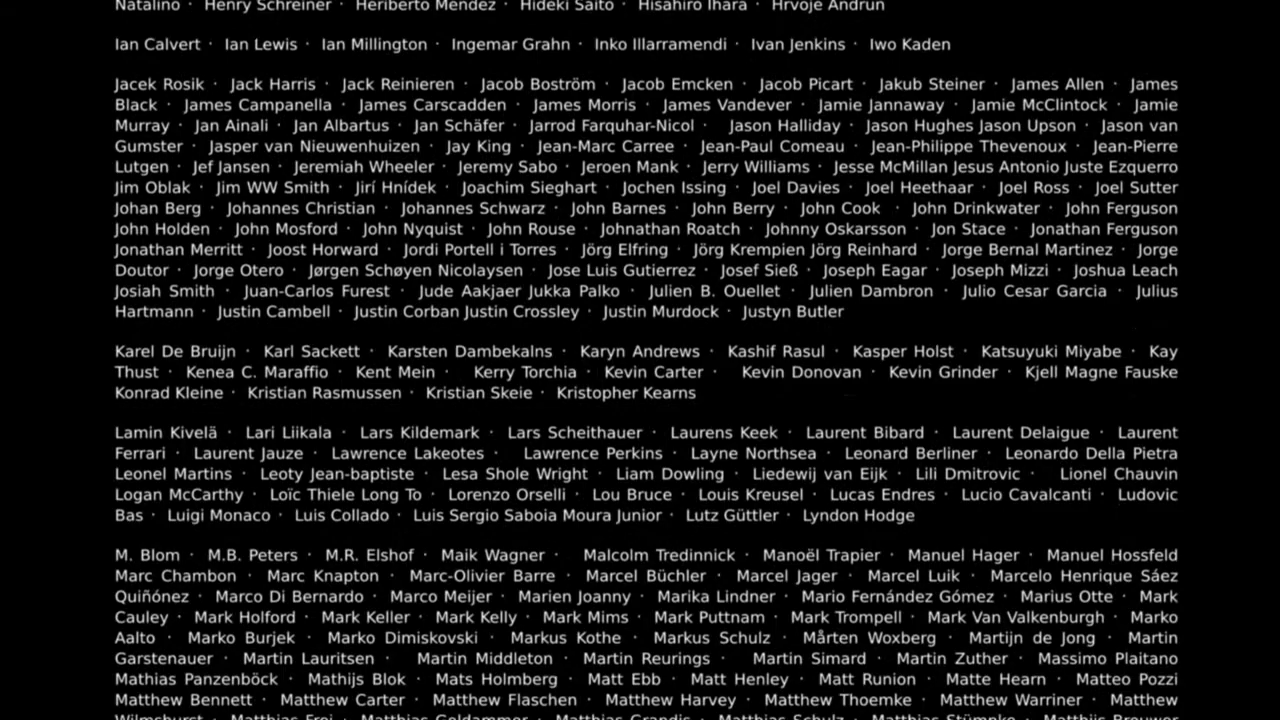 Natalino · Henry Schreiner · Heriberto Mendez · Hideki Saito · Hisahiro Ihara · Hrvoje Andrun
Ian Calvert · Ian Lewis · Ian Millington · Ingemar Grahn · Inko Illarramendi · Ivan Jenkins · Iwo Kaden
Jacek Rosik · Jack Harris · Jack Reinieren · Jacob Boström · Jacob Emcken · Jacob Picart · Jakub Steiner · James Allen · James
Black · James Campanella · James Carscadden · James Morris · James Vandever · Jamie Jannaway · Jamie McClintock · Jamie
Murray · Jan Ainali · Jan Albartus · Jan Schäfer · Jarrod Farquhar-Nicol · Jason Halliday · Jason Hughes Jason Upson · Jason van
Gumster · Jasper van Nieuwenhuizen · Jay King · Jean-Marc Carree · Jean-Paul Comeau · Jean-Philippe Thevenoux · Jean-Pierre
Lutgen · Jef Jansen · Jeremiah Wheeler · Jeremy Sabo · Jeroen Mank · Jerry Williams · Jesse McMillan Jesus Antonio Juste Ezquerro
Jim Oblak · Jim WW Smith · Jirí Hnídek · Joachim Sieghart · Jochen Issing · Joel Davies · Joel Heethaar · Joel Ross · Joel Sutter
Johan Berg · Johannes Christian · Johannes Schwarz · John Barnes · John Berry · John Cook · John Drinkwater · John Ferguson
John Holden · John Mosford · John Nyquist · John Rouse · Johnathan Roatch · Johnny Oskarsson · Jon Stace · Jonathan Ferguson
Jonathan Merritt · Joost Horward · Jordi Portell i Torres · Jörg Elfring · Jörg Krempien Jörg Reinhard · Jorge Bernal Martinez · Jorge
Doutor · Jorge Otero · Jørgen Schøyen Nicolaysen · Jose Luis Gutierrez · Josef Sieß · Joseph Eagar · Joseph Mizzi · Joshua Leach
Josiah Smith · Juan-Carlos Furest · Jude Aakjaer Jukka Palko · Julien B. Ouellet · Julien Dambron · Julio Cesar Garcia · Julius
Hartmann · Justin Cambell · Justin Corban Justin Crossley · Justin Murdock · Justyn Butler
Karel De Bruijn · Karl Sackett · Karsten Dambekalns · Karyn Andrews · Kashif Rasul · Kasper Holst · Katsuyuki Miyabe · Kay
Thust · Kenea C. Maraffio · Kent Mein · Kerry Torchia · Kevin Carter · Kevin Donovan · Kevin Grinder · Kjell Magne Fauske
Konrad Kleine · Kristian Rasmussen · Kristian Skeie · Kristopher Kearns
Lamin Kivelä · Lari Liikala · Lars Kildemark · Lars Scheithauer · Laurens Keek · Laurent Bibard · Laurent Delaigue · Laurent
Ferrari · Laurent Jauze · Lawrence Lakeotes · Lawrence Perkins · Layne Northsea · Leonard Berliner · Leonardo Della Pietra
Leonel Martins · Leoty Jean-baptiste · Lesa Shole Wright · Liam Dowling · Liedewij van Eijk · Lili Dmitrovic · Lionel Chauvin
Logan McCarthy · Loïc Thiele Long To · Lorenzo Orselli · Lou Bruce · Louis Kreusel · Lucas Endres · Lucio Cavalcanti · Ludovic
Bas · Luigi Monaco · Luis Collado · Luis Sergio Saboia Moura Junior · Lutz Güttler · Lyndon Hodge
M. Blom · M.B. Peters · M.R. Elshof · Maik Wagner · Malcolm Tredinnick · Manoël Trapier · Manuel Hager · Manuel Hossfeld
Marc Chambon · Marc Knapton · Marc-Olivier Barre · Marcel Büchler · Marcel Jager · Marcel Luik · Marcelo Henrique Sáez
Quiñónez · Marco Di Bernardo · Marco Meijer · Marien Joanny · Marika Lindner · Mario Fernández Gómez · Marius Otte · Mark
Cauley · Mark Holford · Mark Keller · Mark Kelly · Mark Mims · Mark Puttnam · Mark Trompell · Mark Van Valkenburgh · Marko
Aalto · Marko Burjek · Marko Dimiskovski · Markus Kothe · Markus Schulz · Mårten Woxberg · Martijn de Jong · Martin
Garstenauer · Martin Lauritsen · Martin Middleton · Martin Reurings · Martin Simard · Martin Zuther · Massimo Plaitano
Mathias Panzenböck · Mathijs Blok · Mats Holmberg · Matt Ebb · Matt Henley · Matt Runion · Matte Hearn · Matteo Pozzi
Matthew Bennett · Matthew Carter · Matthew Flaschen · Matthew Harvey · Matthew Thoemke · Matthew Warriner · Matthew
Wilmshurst · Matthias Frei · Matthias Geldammer · Matthias Grandis · Matthias Schulz · Matthias Stümpke · Matthijs Brouwer